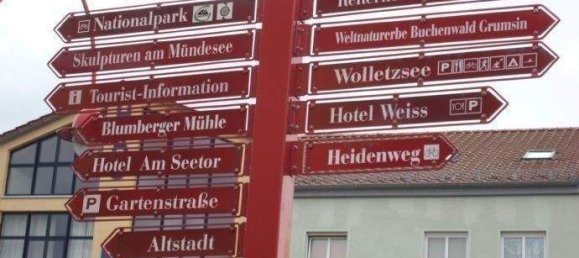 Nationalpark
Skulpturen am Mündesee
i Tourist-Information
Blumberger Mühle
Hotel Am Seetor
P Gartenstraße
Altstadt
Weltnaturerbe Buchenwald Grumsin
Wolletzsee P
Hotel Weiss P
Heidenweg